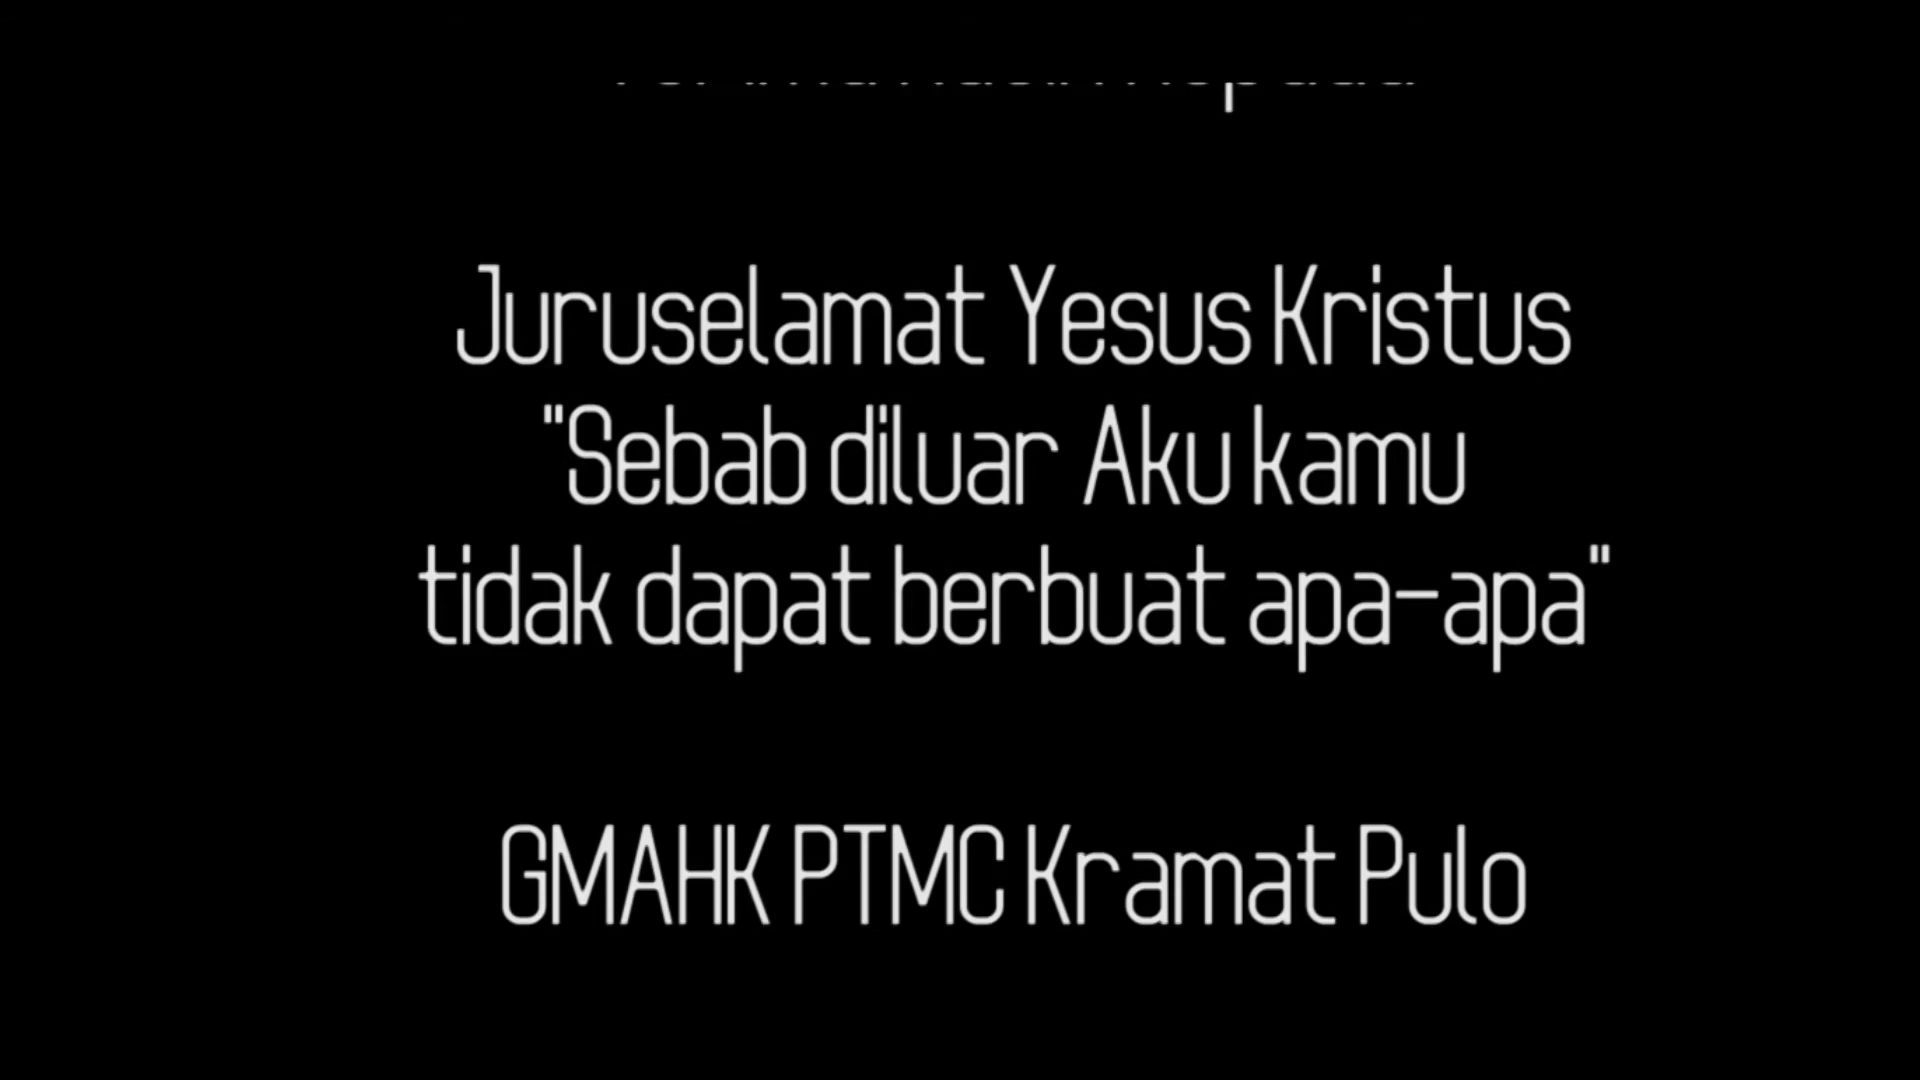 Juruselamat Yesus Kristus
"Sebab diluar Aku kamu
tidak dapat berbuat apa-apa"
GMAHK PTMC Kramat Pulo